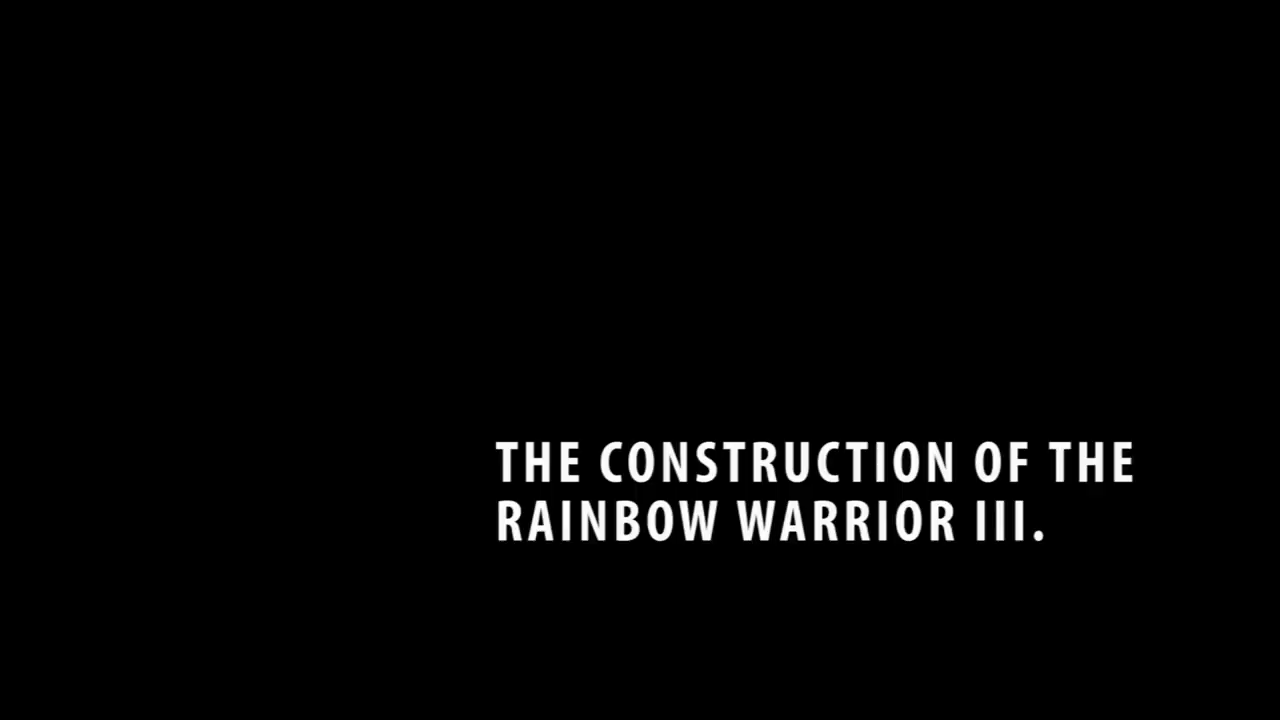 THE CONSTRUCTION OF THE
RAINBOW WARRIOR III.